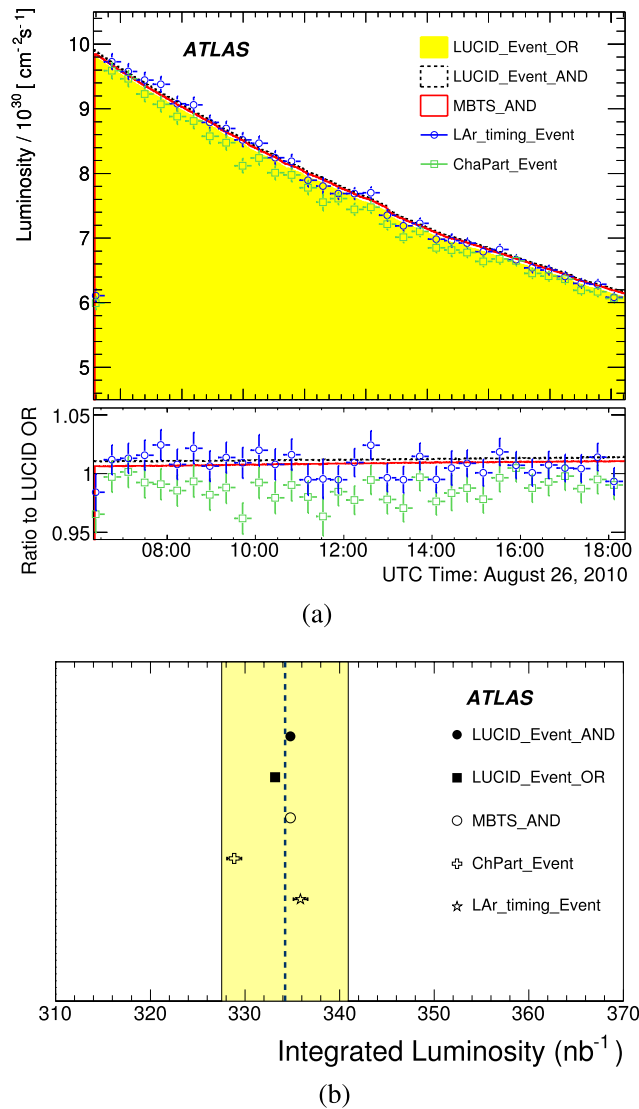 ATLAS
LUCID_Event_OR
LUCID_Event_AND
MBTS_AND
LAr_timing_Event
ChaPart_Event
Luminosity / 10³⁰ [ cm⁻²s⁻¹ ]
10
9
8
7
6
5
Ratio to LUCID OR
1.05
1
0.95
08:00 10:00 12:00 14:00 16:00 18:00
UTC Time: August 26, 2010
(a)
ATLAS
LUCID_Event_AND
LUCID_Event_OR
MBTS_AND
ChPart_Event
LAr_timing_Event
310 320 330 340 350 360 370
Integrated Luminosity (nb⁻¹)
(b)